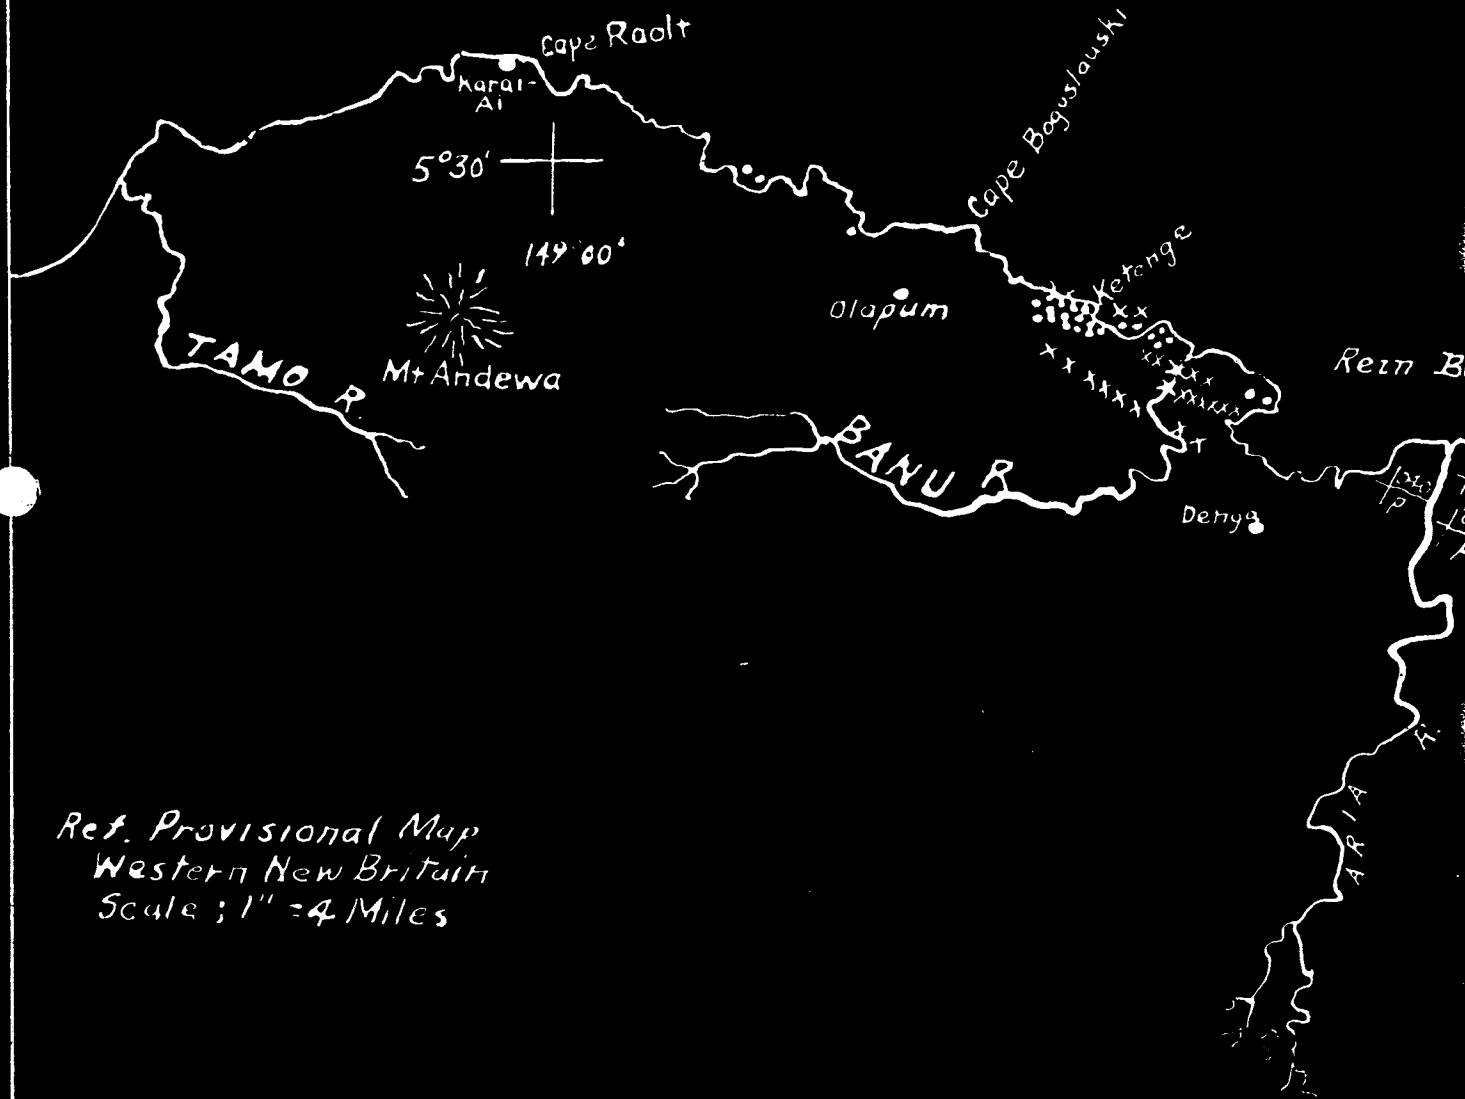 Cape Raolt
Karai-
Ai
Cape Boguslauski
5°30'
149°00'
Ketenge
Olapum
TAMO R.
Mt Andewa
Rein B
BANU R
Denga
R.
ARIA
Ref. Provisional Map
Western New Britain
Scale; 1" = 4 Miles